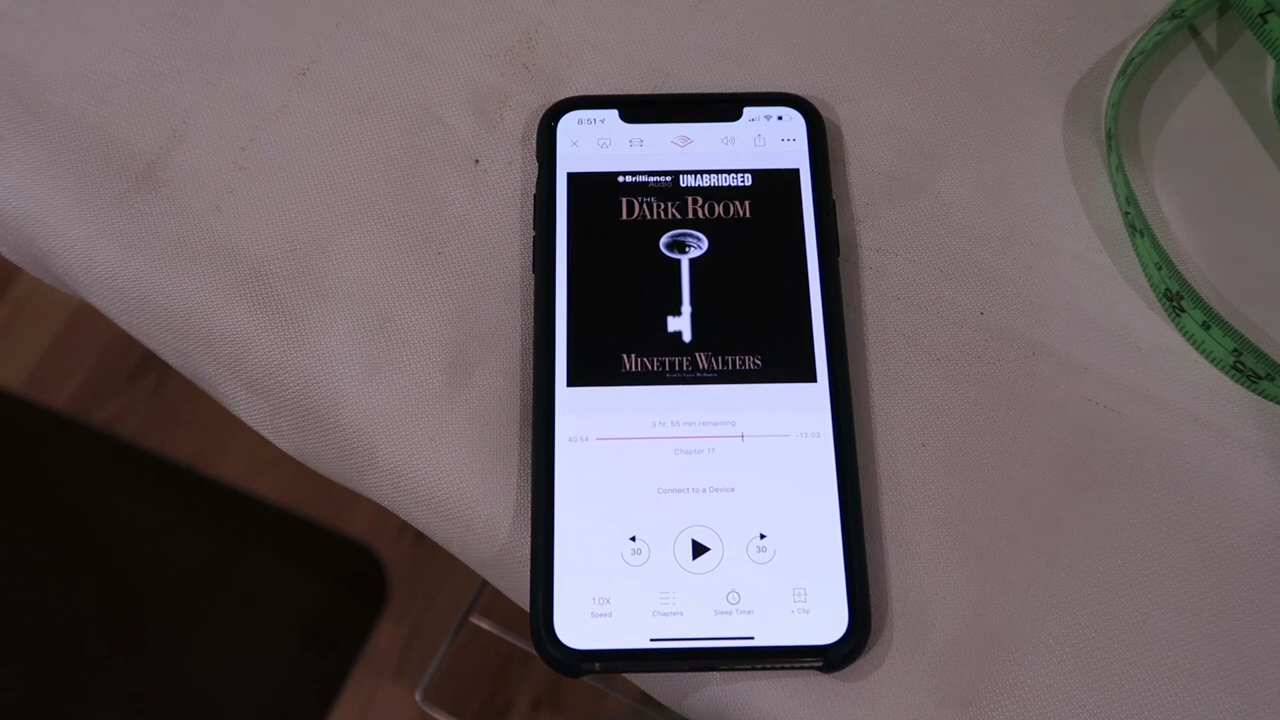 8:51
Brilliance Audio UNABRIDGED
THE
DARK ROOM
MINETTE WALTERS
3 hr, 55 min remaining
40:54 -12:03
Chapter 17
Connect to a Device
30 30
1.0X
Speed Chapters Sleep Timer + Clip